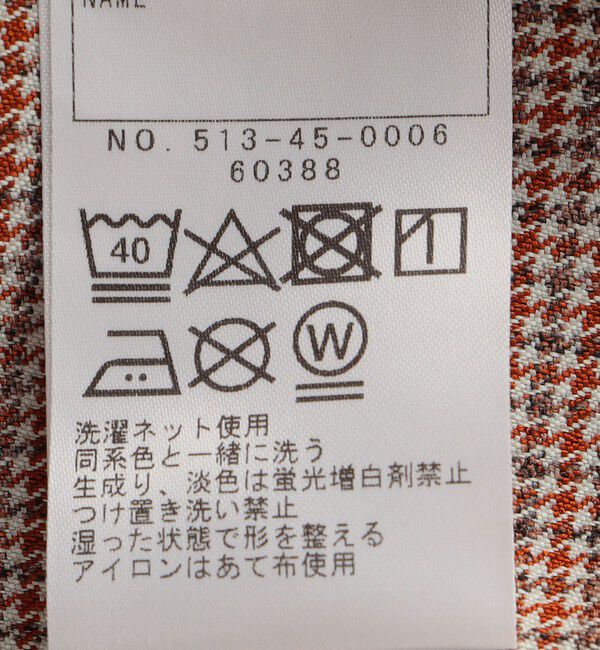 NAME
NO. 513-45-0006
60388
40
W
洗濯ネット使用
同系色と一緒に洗う
生成り、淡色は蛍光増白剤禁止
つけ置き洗い禁止
湿った状態で形を整える
アイロンはあて布使用